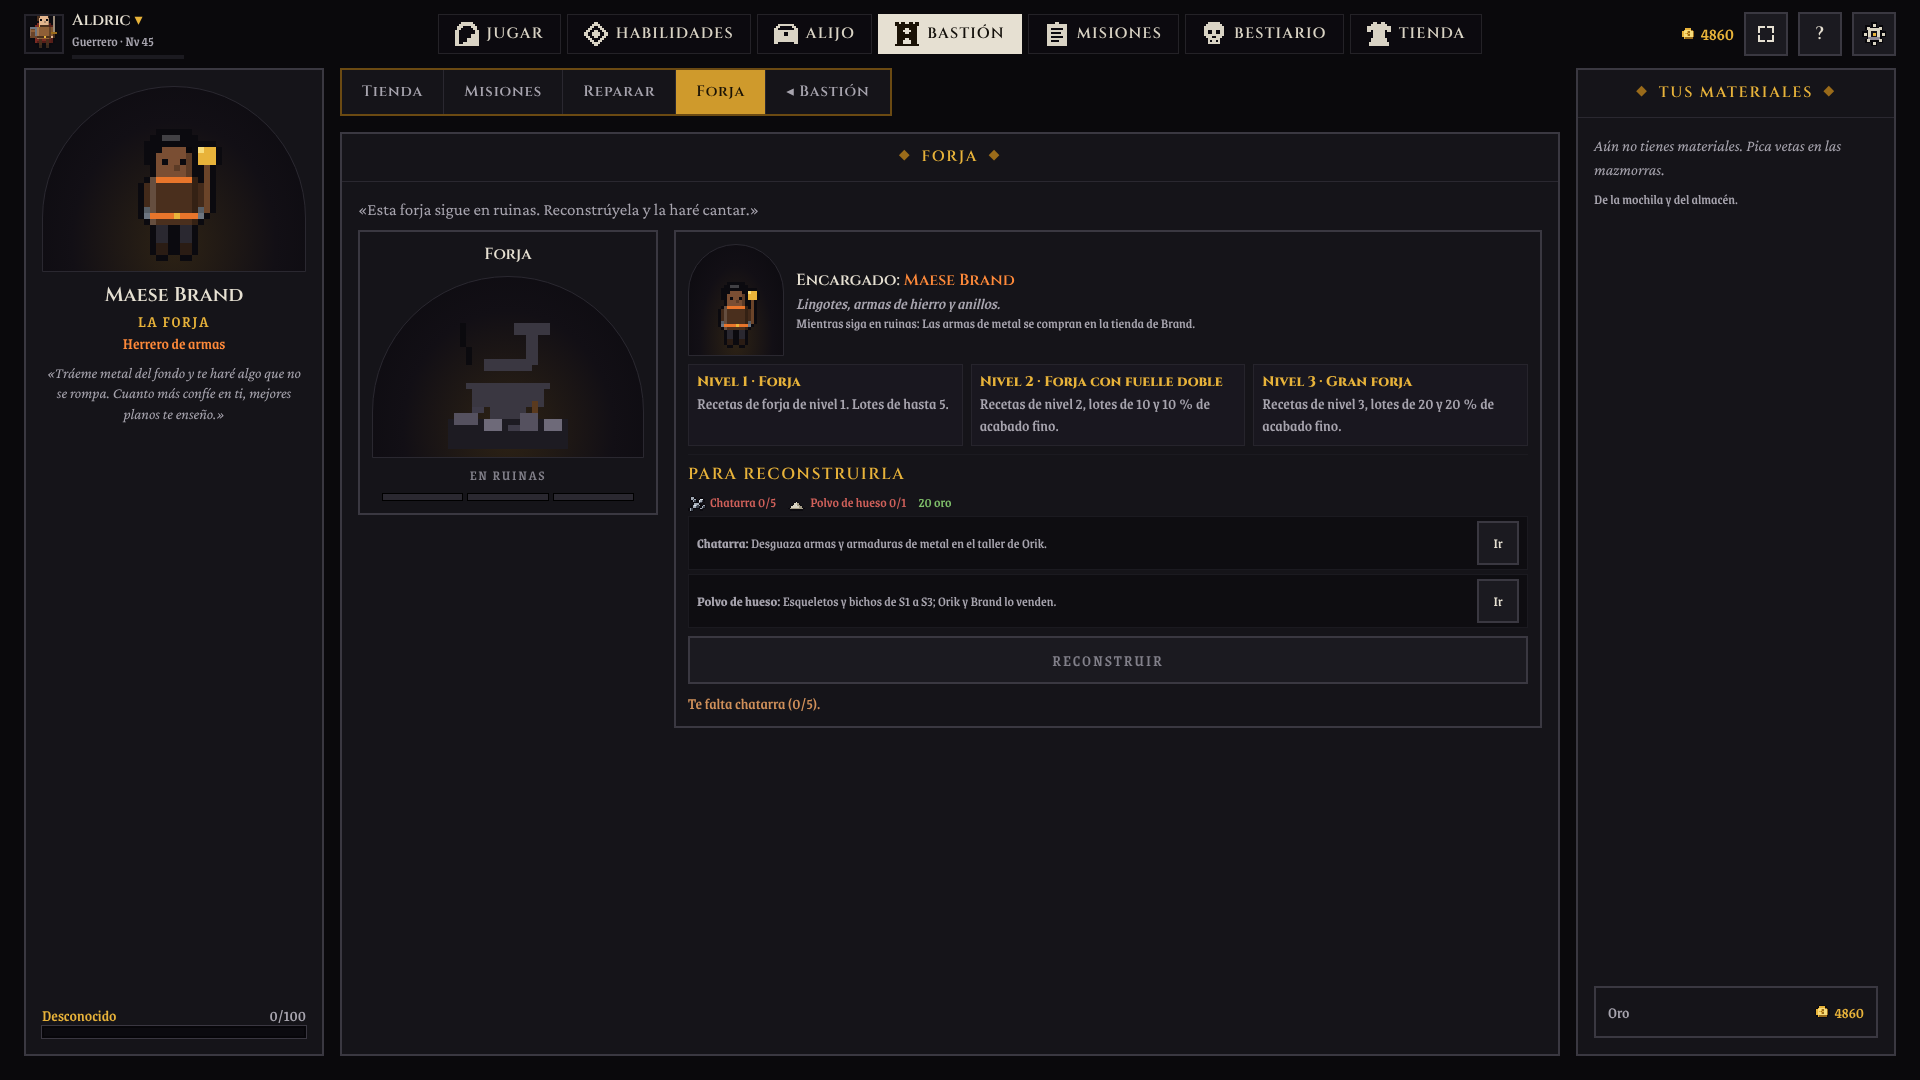 ALDRIC ▼
Guerrero · Nv 45
JUGAR
HABILIDADES
ALIJO
BASTIÓN
MISIONES
BESTIARIO
TIENDA
4860
?
TIENDA
MISIONES
REPARAR
FORJA
◂ BASTIÓN
MAESE BRAND
LA FORJA
Herrero de armas
«Tráeme metal del fondo y te haré algo que no
se rompa. Cuanto más confíe en ti, mejores
planos te enseño.»
Desconocido 0/100
◆ FORJA ◆
«Esta forja sigue en ruinas. Reconstrúyela y la haré cantar.»
FORJA
EN RUINAS
ENCARGADO: MAESE BRAND
Lingotes, armas de hierro y anillos.
Mientras siga en ruinas: Las armas de metal se compran en la tienda de Brand.
NIVEL 1 · FORJA
Recetas de forja de nivel 1. Lotes de hasta 5.
NIVEL 2 · FORJA CON FUELLE DOBLE
Recetas de nivel 2, lotes de 10 y 10 % de
acabado fino.
NIVEL 3 · GRAN FORJA
Recetas de nivel 3, lotes de 20 y 20 % de
acabado fino.
PARA RECONSTRUIRLA
Chatarra 0/5 Polvo de hueso 0/1 20 oro
Chatarra: Desguaza armas y armaduras de metal en el taller de Orik.
Ir
Polvo de hueso: Esqueletos y bichos de S1 a S3; Orik y Brand lo venden.
Ir
RECONSTRUIR
Te falta chatarra (0/5).
◆ TUS MATERIALES ◆
Aún no tienes materiales. Pica vetas en las
mazmorras.
De la mochila y del almacén.
Oro 4860